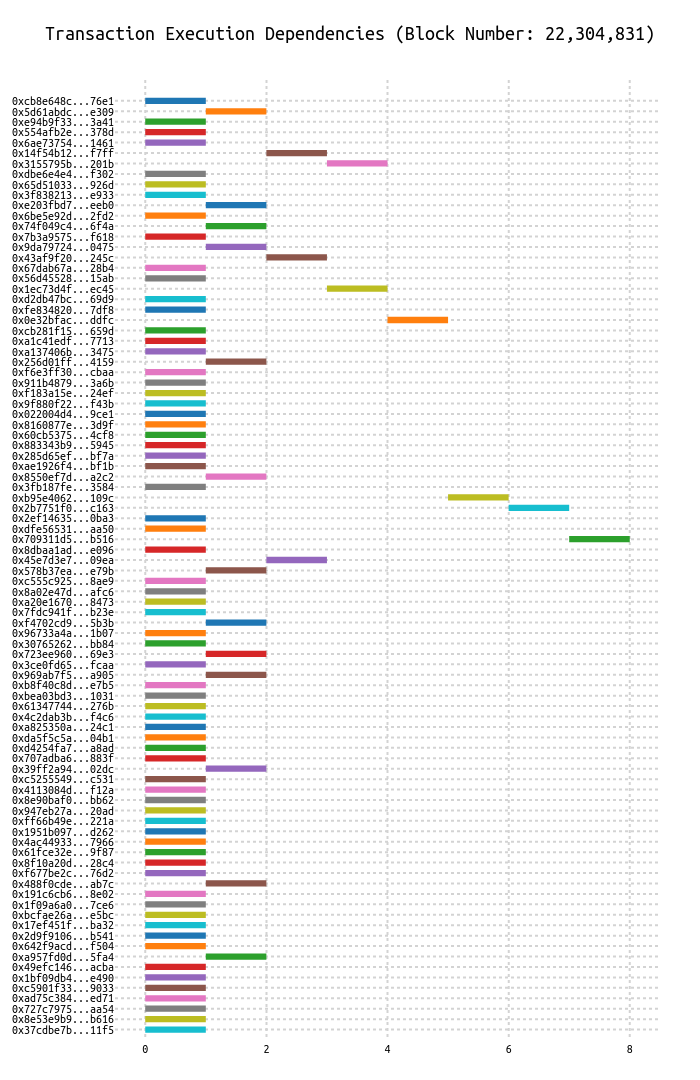 Transaction Execution Dependencies (Block Number: 22,304,831)
0xcb8e648c...76e1
0x5d61abdc...e309
0xe94b9f33...3a41
0x554afb2e...378d
0x6ae73754...1461
0x14f54b12...f7ff
0x3155795b...201b
0xdbe6e4e4...f302
0x65d51033...926d
0x3f838213...e933
0xe203fbd7...eeb0
0x6be5e92d...2fd2
0x74f049c4...6f4a
0x7b3a9575...f618
0x9da79724...0475
0x43af9f20...245c
0x67dab67a...28b4
0x56d45528...15ab
0x1ec73d4f...ec45
0xd2db47bc...69d9
0xfe834820...7df8
0x0e32bfac...ddfc
0xcb281f15...659d
0xa1c41edf...7713
0xa137406b...3475
0x256d01ff...4159
0xf6e3ff30...cbaa
0x911b4879...3a6b
0xf183a15e...24ef
0x9f880f22...f43b
0x022004d4...9ce1
0x8160877e...3d9f
0x60cb5375...4cf8
0x883343b9...5945
0x285d65ef...bf7a
0xae1926f4...bf1b
0x8550ef7d...a2c2
0x3fb187fe...3584
0xb95e4062...109c
0x2b7751f0...c163
0x2ef14635...0ba3
0xdfe56531...aa50
0x709311d5...b516
0x8dbaa1ad...e096
0x45e7d3e7...09ea
0x578b37ea...e79b
0xc555c925...8ae9
0x8a02e47d...afc6
0xa20e1670...8473
0x7fdc941f...b23e
0xf4702cd9...5b3b
0x96733a4a...1b07
0x30765262...bb84
0x723ee960...69e3
0x3ce0fd65...fcaa
0x969ab7f5...a905
0xb8f40c8d...e7b5
0xbea03bd3...1031
0x61347744...276b
0x4c2dab3b...f4c6
0xa825350a...24c1
0xda5f5c5a...04b1
0xd4254fa7...a8ad
0x707adba6...883f
0x39ff2a94...02dc
0xc5255549...c531
0x4113084d...f12a
0x8e90baf0...bb62
0x947eb27a...20ad
0xff66b49e...221a
0x1951b097...d262
0x4ac44933...7966
0x61fce32e...9f87
0x8f10a20d...28c4
0xf677be2c...76d2
0x488f0cde...ab7c
0x191c6cb6...8e02
0x1f09a6a0...7ce6
0xbcfae26a...e5bc
0x17ef451f...ba32
0x2d9f9106...b541
0x642f9acd...f504
0xa957fd0d...5fa4
0x49efc146...acba
0x1bf09db4...e490
0xc5901f33...9033
0xad75c384...ed71
0x727c7975...aa54
0x8e53e9b9...b616
0x37cdbe7b...11f5
0 2 4 6 8